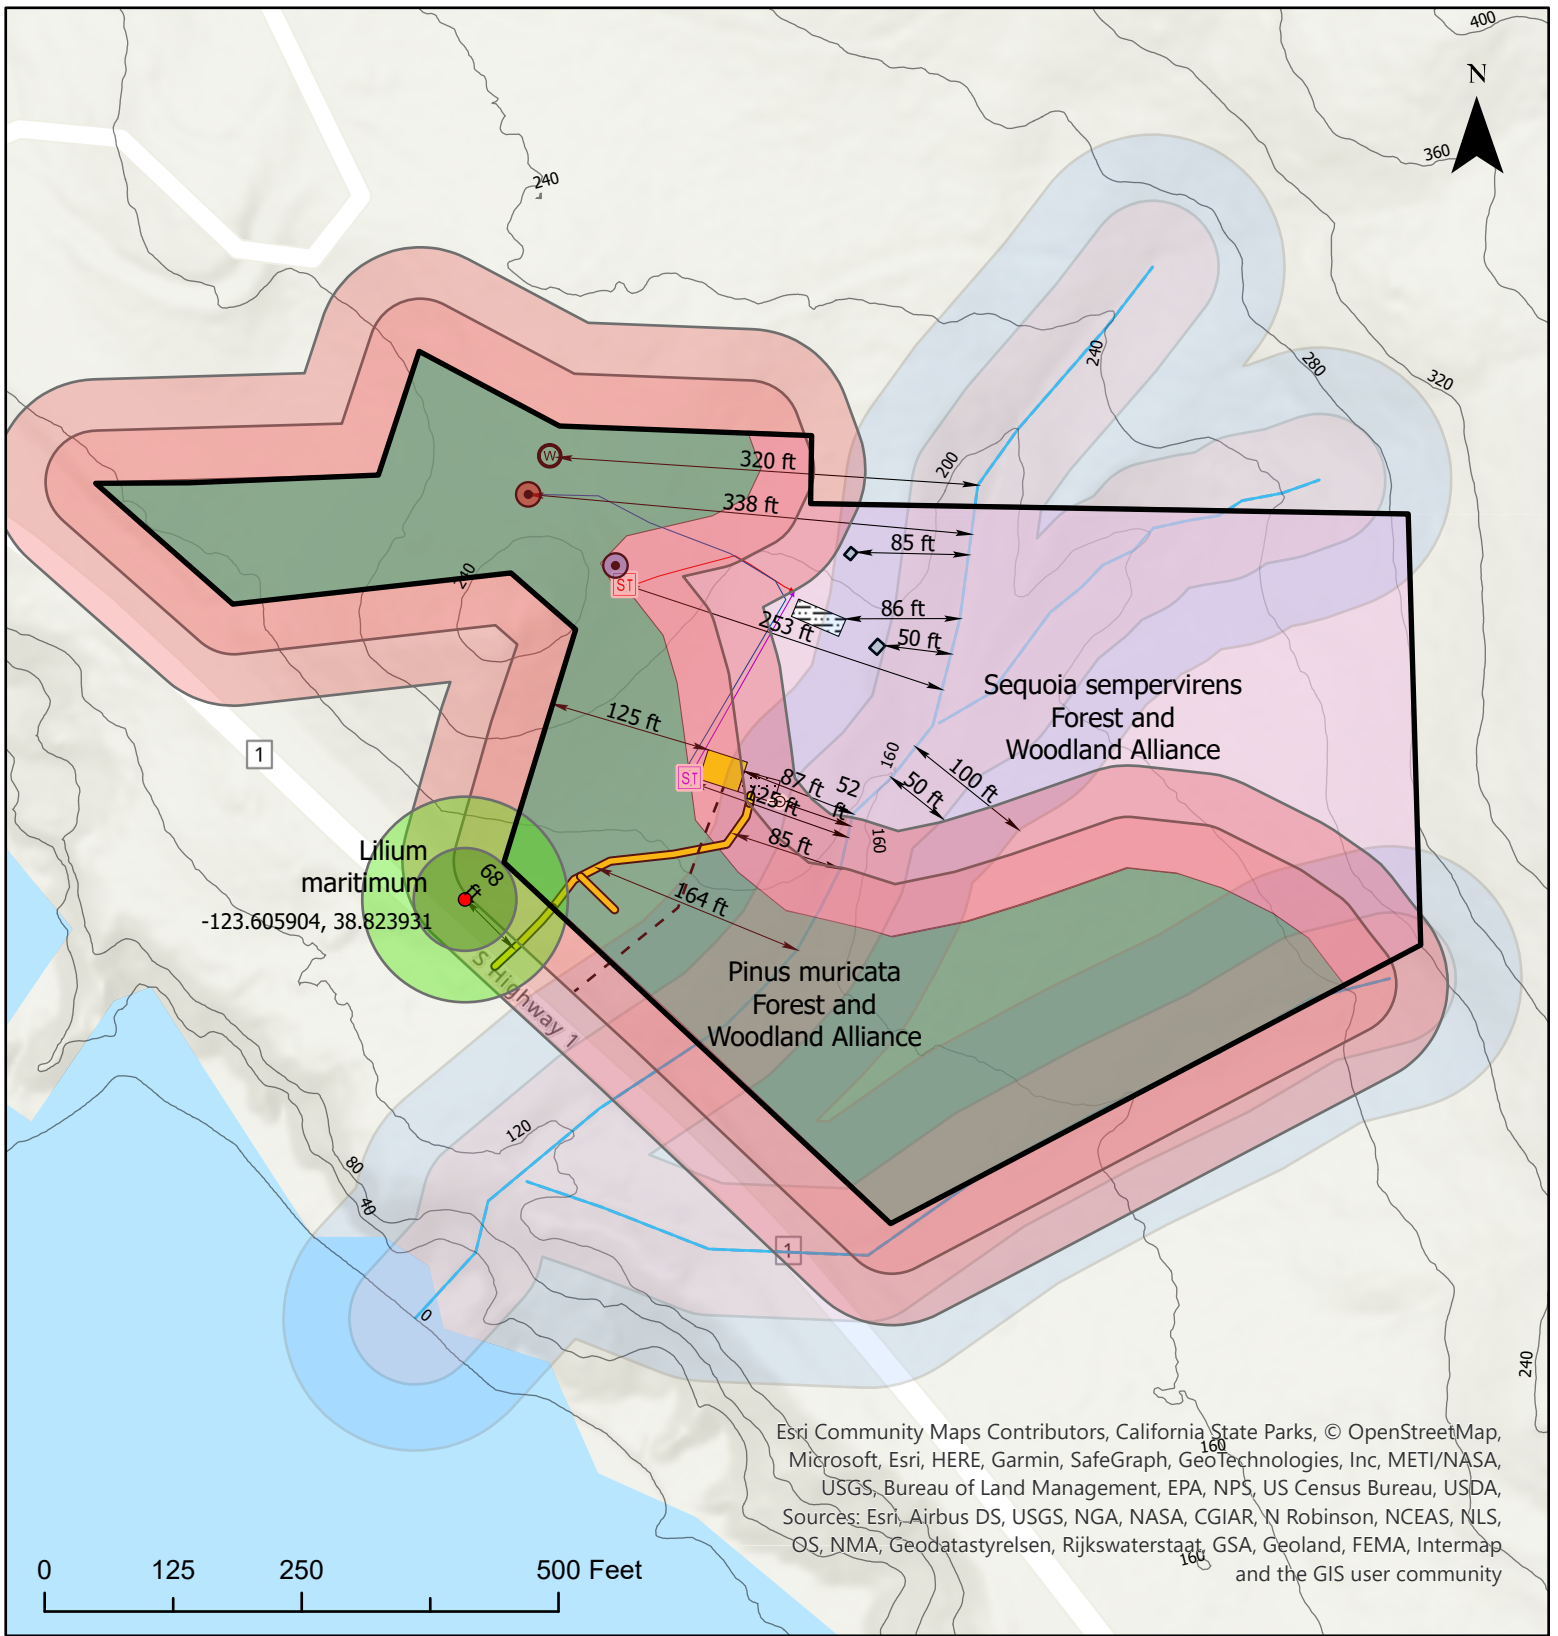 400
N
360
240
240
280
320
W
320 ft
200
338 ft
85 ft
240
ST
86 ft
253 ft
50 ft
Sequoia sempervirens
Forest and
Woodland Alliance
125 ft
1
160
100 ft
ST
87 ft
52
ft
50 ft
125 ft
160
85 ft
Lilium
maritimum
68
ft
164 ft
-123.605904, 38.823931
S Highway 1
Pinus muricata
Forest and
Woodland Alliance
120
80
40
1
0
240
Esri Community Maps Contributors, California State Parks, © OpenStreetMap,
160
Microsoft, Esri, HERE, Garmin, SafeGraph, GeoTechnologies, Inc, METI/NASA,
USGS, Bureau of Land Management, EPA, NPS, US Census Bureau, USDA,
Sources: Esri, Airbus DS, USGS, NGA, NASA, CGIAR, N Robinson, NCEAS, NLS,
OS, NMA, Geodatastyrelsen, Rijkswaterstaat, GSA, Geoland, FEMA, Intermap
160
and the GIS user community
0 125 250 500 Feet